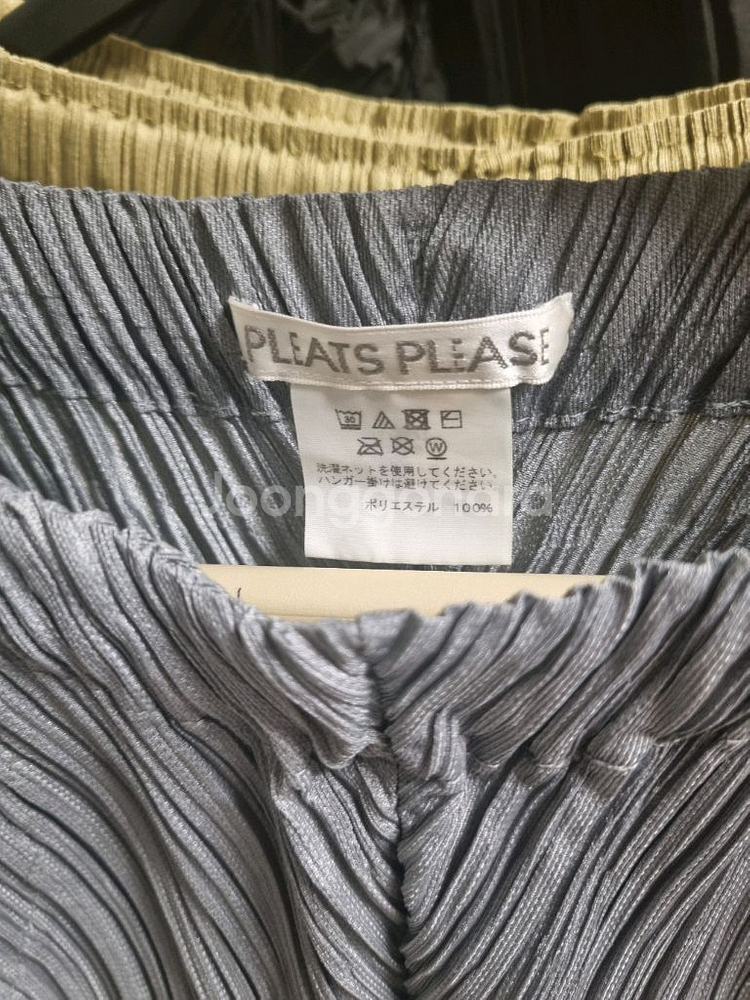 PLEATS PLEASE
洗濯ネットを使用してください。
ハンガー掛けは避けてください。
Joonggonara
ポリエステル 100%